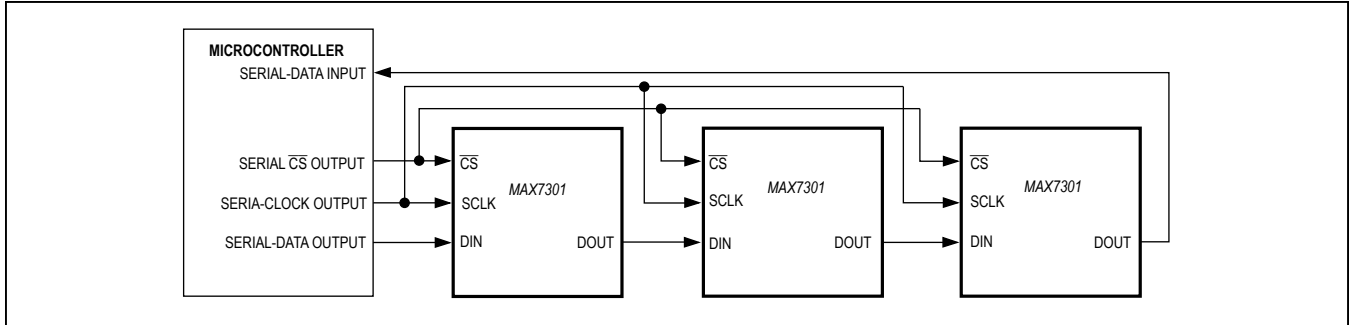 MICROCONTROLLER
SERIAL-DATA INPUT
SERIAL CS OUTPUT
SERIA-CLOCK OUTPUT
SERIAL-DATA OUTPUT
CS
SCLK
DIN
MAX7301
DOUT
CS
SCLK
DIN
MAX7301
DOUT
CS
SCLK
DIN
MAX7301
DOUT